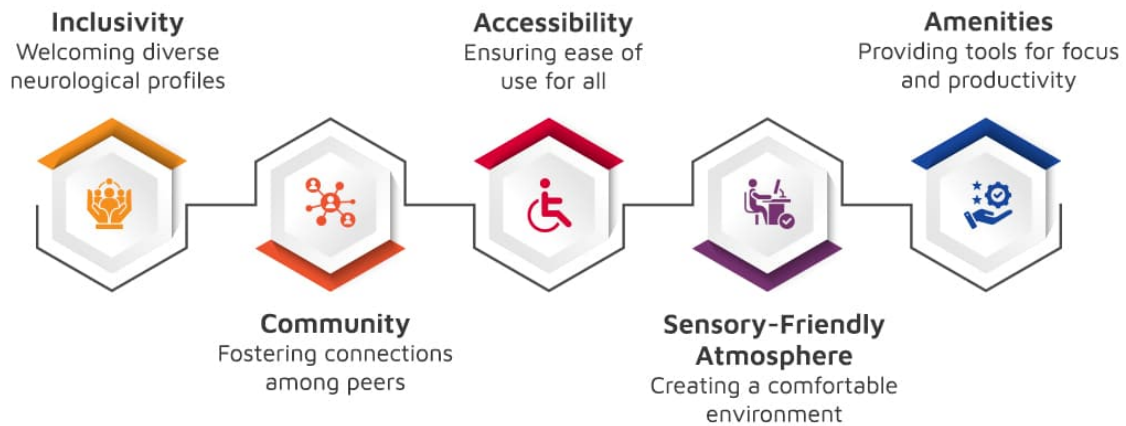 Inclusivity
Welcoming diverse
neurological profiles
Accessibility
Ensuring ease of
use for all
Amenities
Providing tools for focus
and productivity
Community
Fostering connections
among peers
Sensory-Friendly
Atmosphere
Creating a comfortable
environment